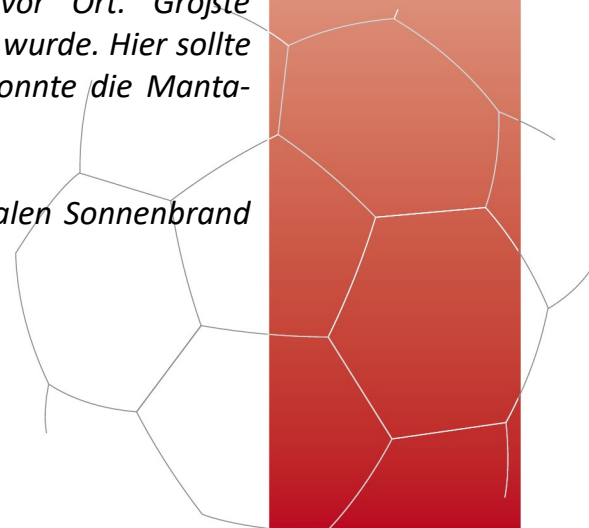 vor Ort. Größte
wurde. Hier sollte
onnte die Manta-
alen Sonnenbrand